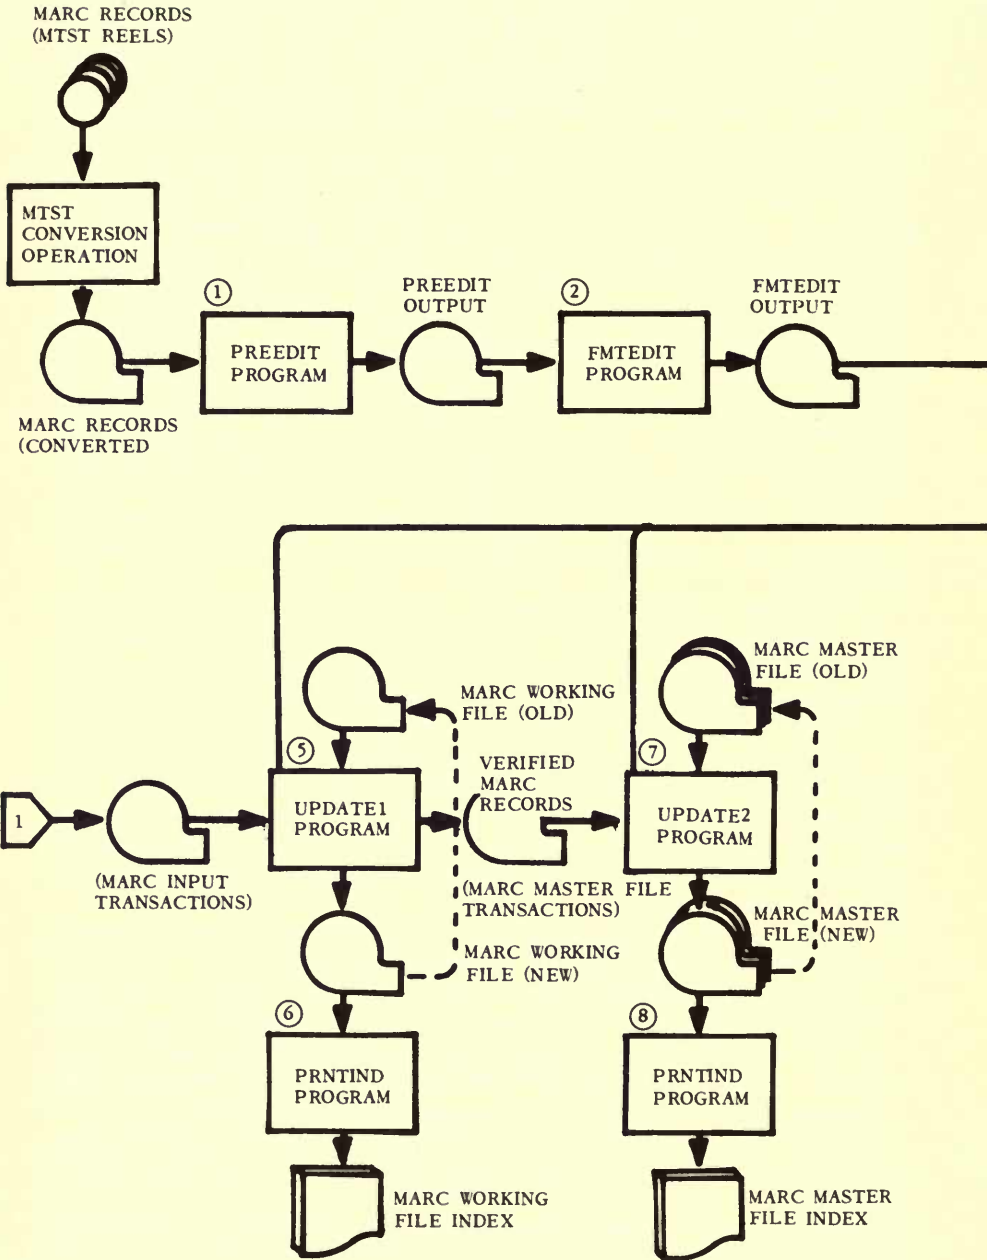 MARC RECORDS
(MTST REELS)
MTST
CONVERSION
OPERATION
1
PREEDIT
PROGRAM
PREEDIT
OUTPUT
2
FMTEDIT
PROGRAM
FMTEDIT
OUTPUT
MARC RECORDS
(CONVERTED
MARC WORKING
FILE (OLD)
MARC MASTER
FILE (OLD)
5
UPDATE1
PROGRAM
VERIFIED
MARC
RECORDS
7
UPDATE2
PROGRAM
1
(MARC INPUT
TRANSACTIONS)
(MARC MASTER FILE
TRANSACTIONS)
MARC WORKING
FILE (NEW)
MARC MASTER
FILE (NEW)
6
PRNTIND
PROGRAM
8
PRNTIND
PROGRAM
MARC WORKING
FILE INDEX
MARC MASTER
FILE INDEX